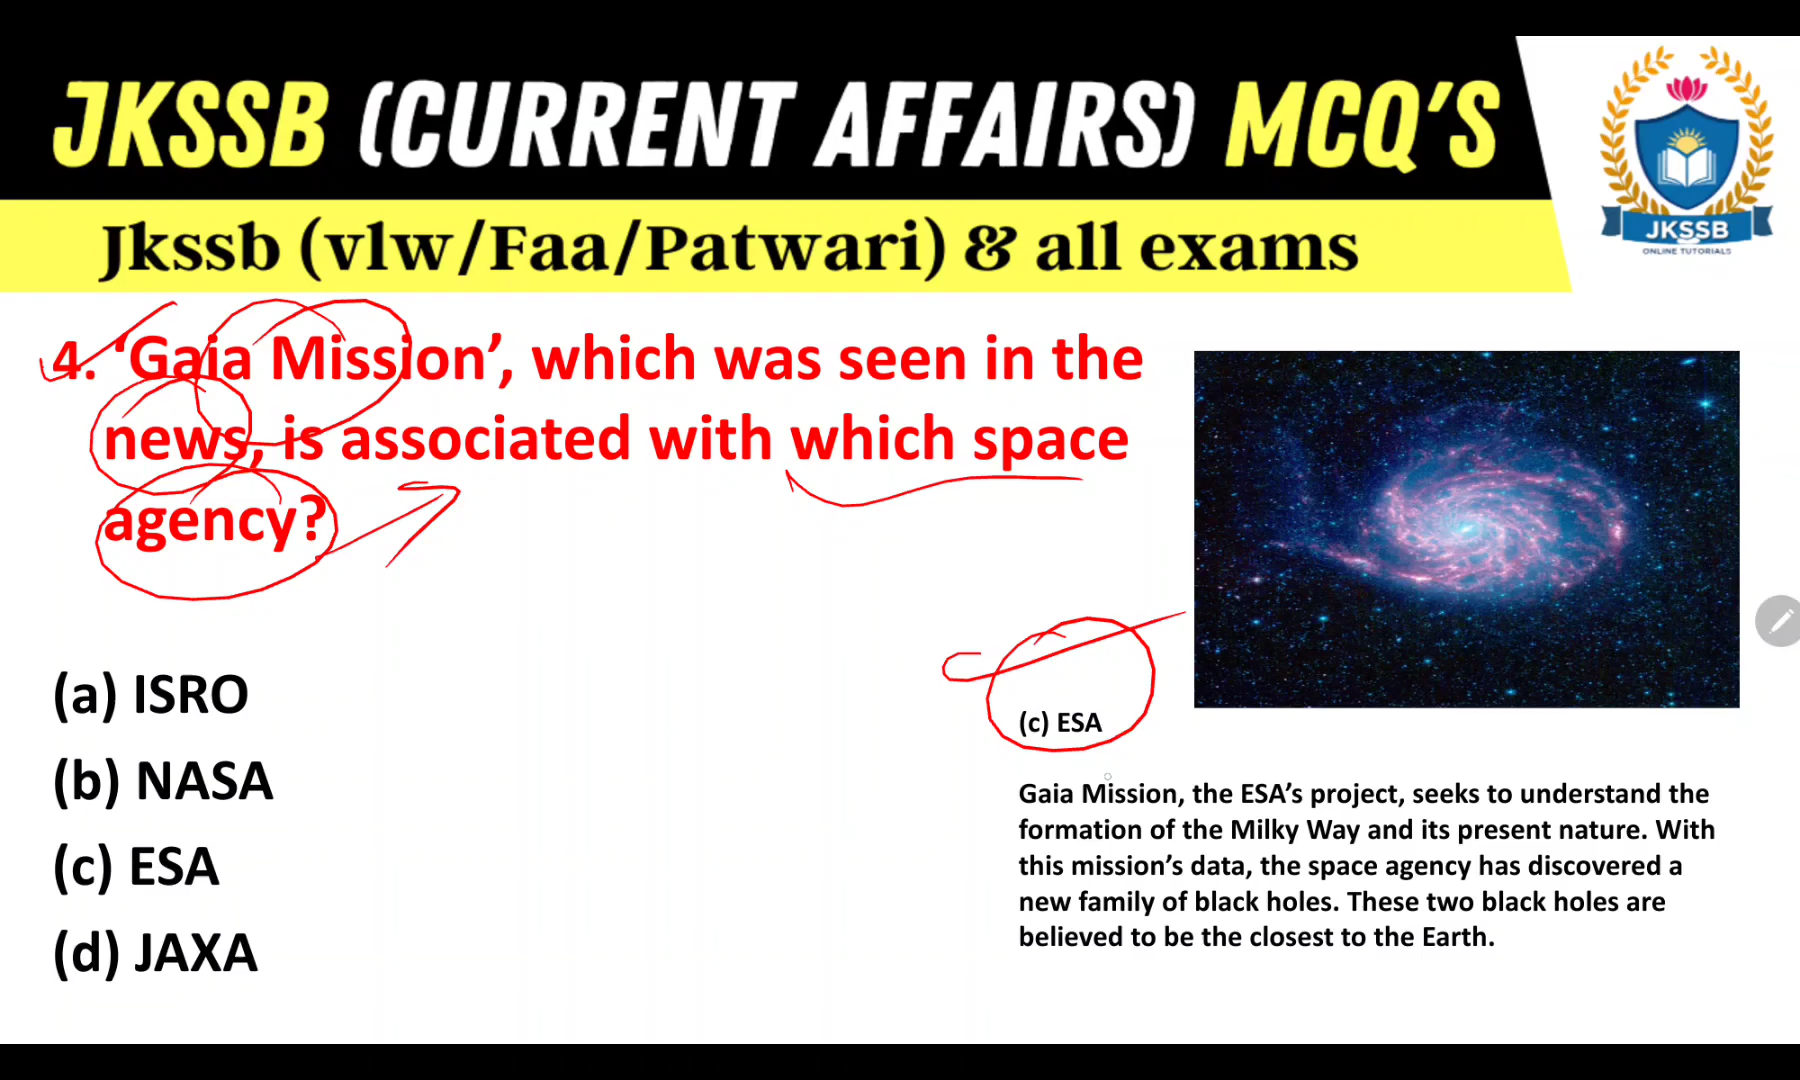 JKSSB (CURRENT AFFAIRS) MCQ'S
Jkssb (vlw/Faa/Patwari) & all exams
JKSSB
ONLINE TUTORIALS
4. ‘Gaia Mission’, which was seen in the
news, is associated with which space
agency?
(a) ISRO
(b) NASA
(c) ESA
(d) JAXA
(c) ESA
Gaia Mission, the ESA’s project, seeks to understand the
formation of the Milky Way and its present nature. With
this mission’s data, the space agency has discovered a
new family of black holes. These two black holes are
believed to be the closest to the Earth.